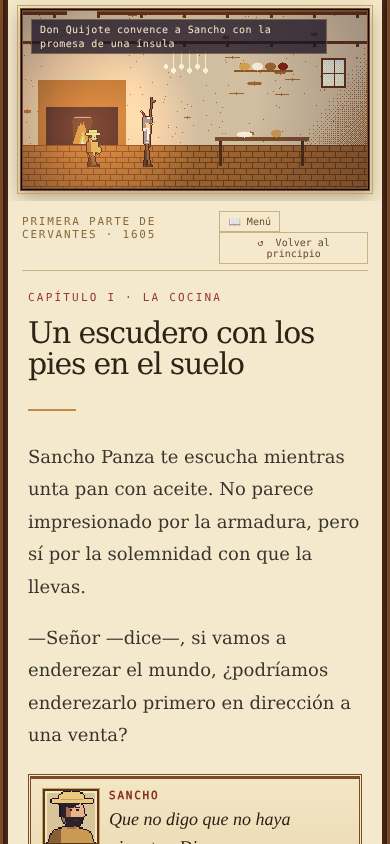 Don Quijote convence a Sancho con la
promesa de una ínsula
PRIMERA PARTE DE
CERVANTES · 1605
📖 Menú
↺ Volver al
principio
CAPÍTULO I · LA COCINA
Un escudero con los
pies en el suelo
Sancho Panza te escucha mientras
unta pan con aceite. No parece
impresionado por la armadura, pero
sí por la solemnidad con que la
llevas.
—Señor —dice—, si vamos a
enderezar el mundo, ¿podríamos
enderezarlo primero en dirección a
una venta?
SANCHO
Que no digo que no haya